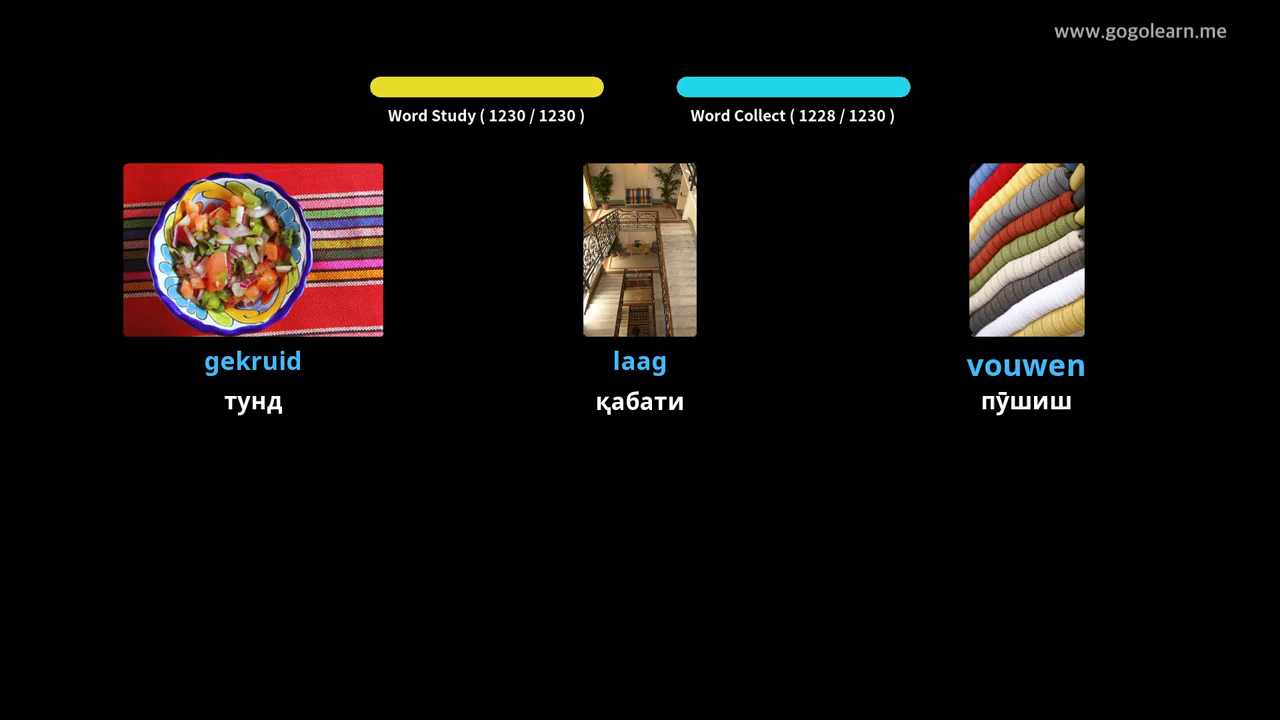 www.gogolearn.me
Word Study ( 1230 / 1230 )
Word Collect ( 1228 / 1230 )
gekruid
laag
vouwen
тунд
қабати
пӯшиш